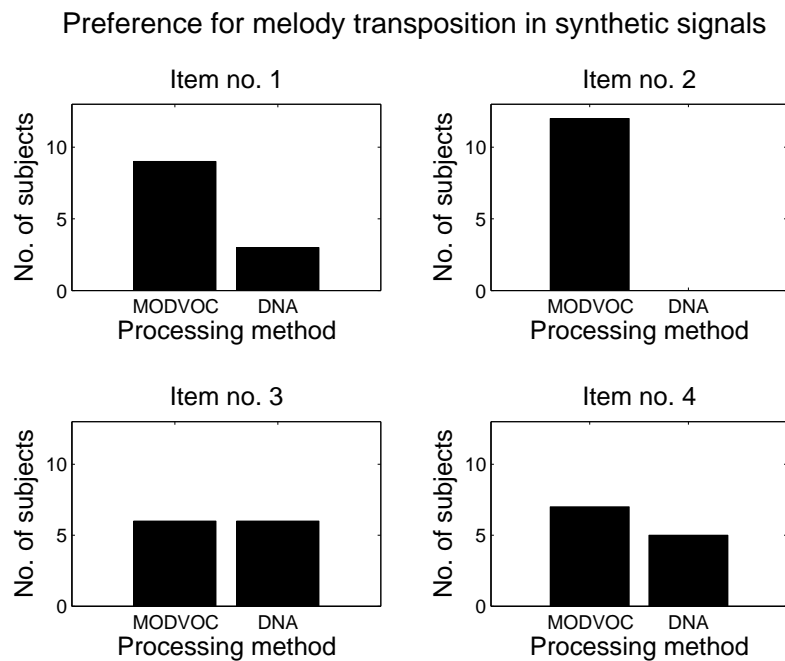 Preference for melody transposition in synthetic signals
Item no. 1
No. of subjects
10
5
0
MODVOC DNA
Processing method
Item no. 2
No. of subjects
10
5
0
MODVOC DNA
Processing method
Item no. 3
No. of subjects
10
5
0
MODVOC DNA
Processing method
Item no. 4
No. of subjects
10
5
0
MODVOC DNA
Processing method